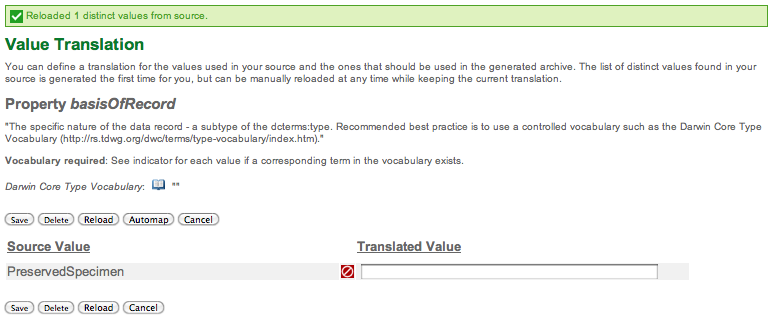 Reloaded 1 distinct values from source.
Value Translation
You can define a translation for the values used in your source and the ones that should be used in the generated archive. The list of distinct values found in your
source is generated the first time for you, but can be manually reloaded at any time while keeping the current translation.
Property basisOfRecord
"The specific nature of the data record - a subtype of the dcterms:type. Recommended best practice is to use a controlled vocabulary such as the Darwin Core Type
Vocabulary (http://rs.tdwg.org/dwc/terms/type-vocabulary/index.htm)."
Vocabulary required: See indicator for each value if a corresponding term in the vocabulary exists.
Darwin Core Type Vocabulary: ""
Save Delete Reload Automap Cancel
Source Value Translated Value
PreservedSpecimen
Save Delete Reload Cancel